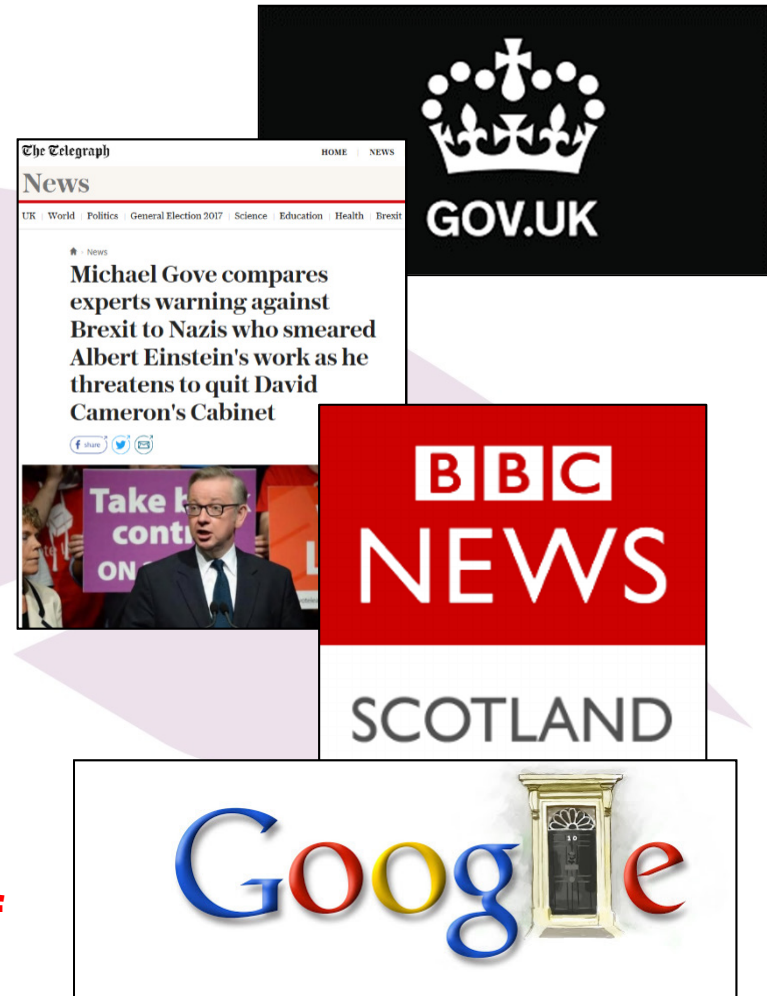 GOV.UK
The Telegraph
HOME NEWS
News
UK World Politics General Election 2017 Science Education Health Brexit
News
Michael Gove compares
experts warning against
Brexit to Nazis who smeared
Albert Einstein's work as he
threatens to quit David
Cameron's Cabinet
share
Take
cont
ON
BBC
NEWS
SCOTLAND
Google
10